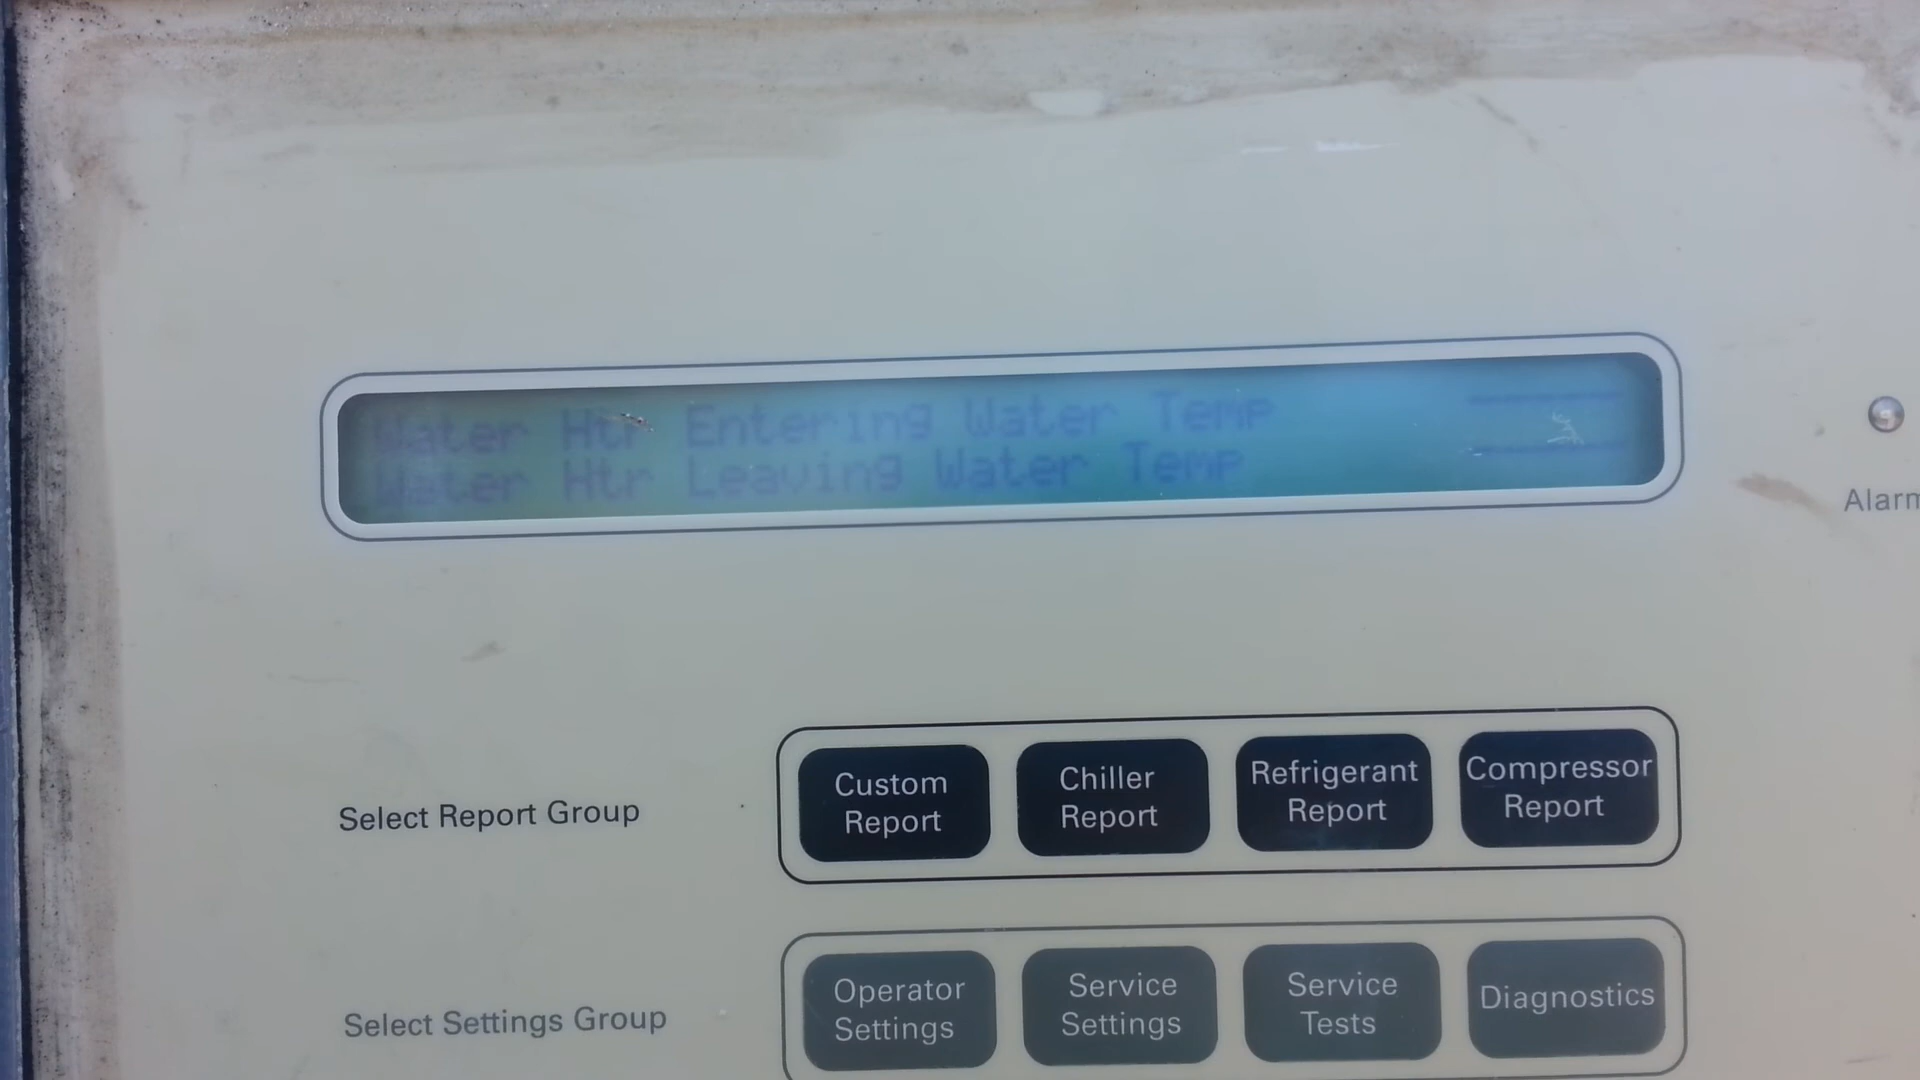 Water Htr Entering Water Temp -----
Water Htr Leaving Water Temp -----
Alarm
Select Report Group
Custom Report
Chiller Report
Refrigerant Report
Compressor Report
Select Settings Group
Operator Settings
Service Settings
Service Tests
Diagnostics